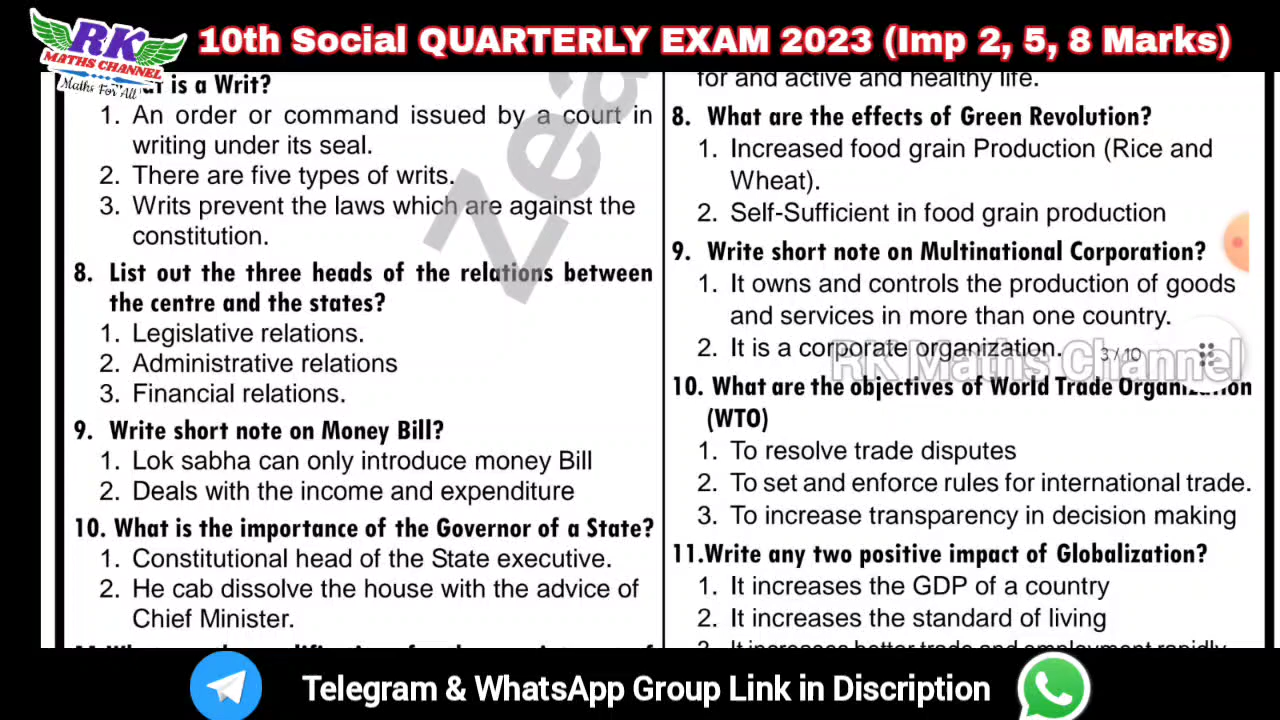 RK
MATHS CHANNEL
Maths For All
10th Social QUARTERLY EXAM 2023 (Imp 2, 5, 8 Marks)
is a Writ?
1. An order or command issued by a court in
writing under its seal.
2. There are five types of writs.
3. Writs prevent the laws which are against the
constitution.
8. List out the three heads of the relations between
the centre and the states?
1. Legislative relations.
2. Administrative relations
3. Financial relations.
9. Write short note on Money Bill?
1. Lok sabha can only introduce money Bill
2. Deals with the income and expenditure
10. What is the importance of the Governor of a State?
1. Constitutional head of the State executive.
2. He cab dissolve the house with the advice of
Chief Minister.
for and active and healthy life.
8. What are the effects of Green Revolution?
1. Increased food grain Production (Rice and
Wheat).
2. Self-Sufficient in food grain production
9. Write short note on Multinational Corporation?
1. It owns and controls the production of goods
and services in more than one country.
2. It is a corporate organization.
3 / 10
RK Maths Channel
10. What are the objectives of World Trade Organization
(WTO)
1. To resolve trade disputes
2. To set and enforce rules for international trade.
3. To increase transparency in decision making
11.Write any two positive impact of Globalization?
1. It increases the GDP of a country
2. It increases the standard of living
3. It increases better trade and employment rapidly
Telegram & WhatsApp Group Link in Discription